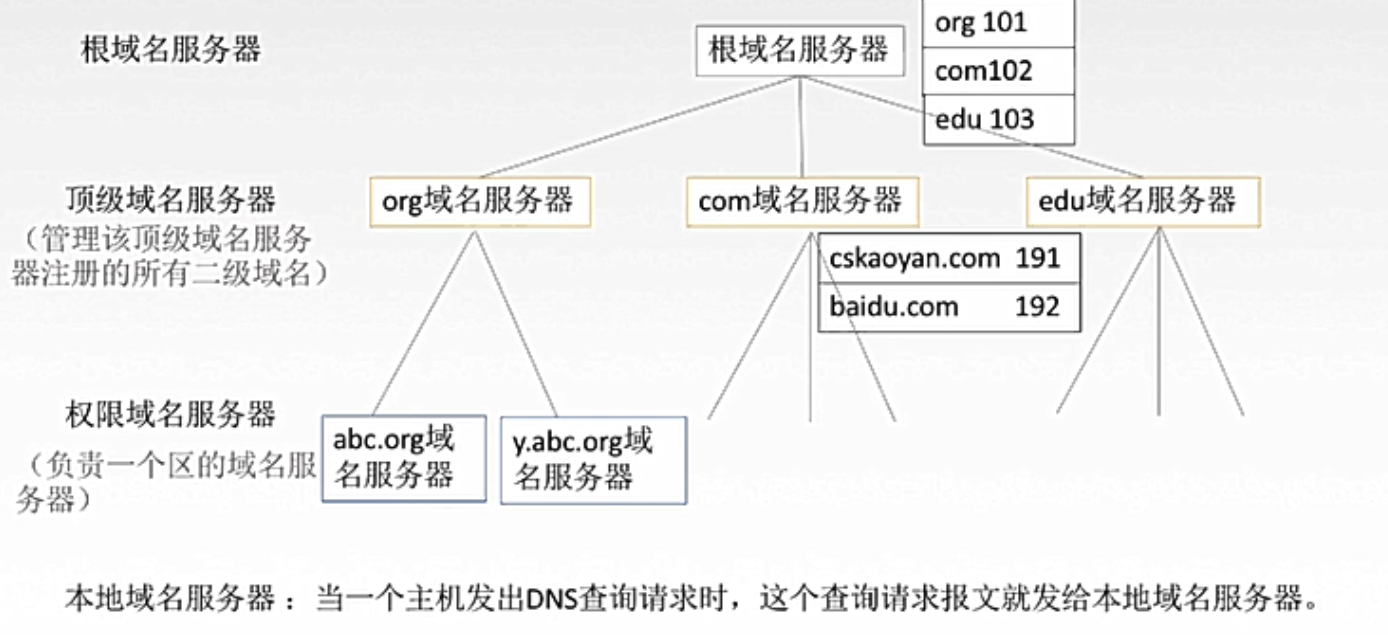 根域名服务器
根域名服务器
org 101
com102
edu 103
顶级域名服务器
（管理该顶级域名服务
器注册的所有二级域名）
org域名服务器
com域名服务器
edu域名服务器
cskaoyan.com 191
baidu.com 192
权限域名服务器
（负责一个区的域名服
务器）
abc.org域
名服务器
y.abc.org域
名服务器
本地域名服务器：当一个主机发出DNS查询请求时，这个查询请求报文就发给本地域名服务器。